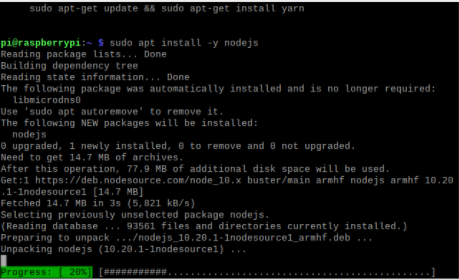 sudo apt-get update && sudo apt-get install yarn
pi@raspberrypi:~ $ sudo apt install -y nodejs
Reading package lists... Done
Building dependency tree
Reading state information... Done
The following package was automatically installed and is no longer required:
libmicrodns0
Use 'sudo apt autoremove' to remove it.
The following NEW packages will be installed:
nodejs
0 upgraded, 1 newly installed, 0 to remove and 0 not upgraded.
Need to get 14.7 MB of archives.
After this operation, 77.9 MB of additional disk space will be used.
Get:1 https://deb.nodesource.com/node_10.x buster/main armhf nodejs armhf 10.20
.1-1nodesource1 [14.7 MB]
Fetched 14.7 MB in 3s (5,821 kB/s)
Selecting previously unselected package nodejs.
(Reading database ... 93561 files and directories currently installed.)
Preparing to unpack .../nodejs_10.20.1-1nodesource1_armhf.deb ...
Unpacking nodejs (10.20.1-1nodesource1) ...
Progress: [ 20%] [###########..............................................]